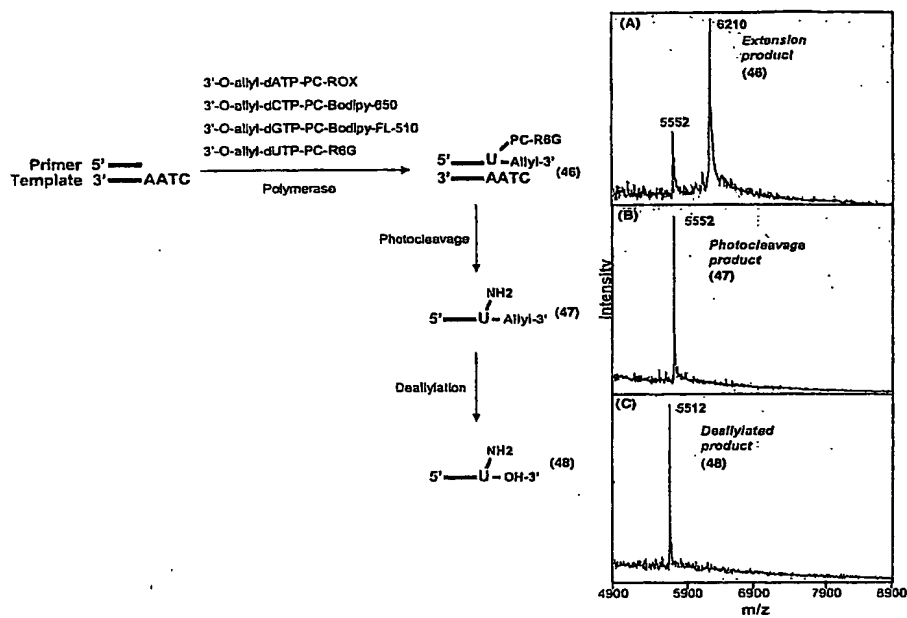 3'-O-allyl-dATP-PC-ROX
3'-O-allyl-dCTP-PC-Bodipy-650
3'-O-allyl-dGTP-PC-Bodipy-FL-510
3'-O-allyl-dUTP-PC-R6G
Polymerase
Primer 5'
Template 3' AATC
PC-R6G
5' U Allyl-3'
3' AATC (46)
Photocleavage
NH2
5' U Allyl-3' (47)
Deallylation
NH2
5' U OH-3' (48)
Intensity
(A)
6210
Extension
product
(46)
5552
(B)
5552
Photocleavage
product
(47)
(C)
5512
Deallylated
product
(48)
4900 5900 6900 7900 8900
m/z